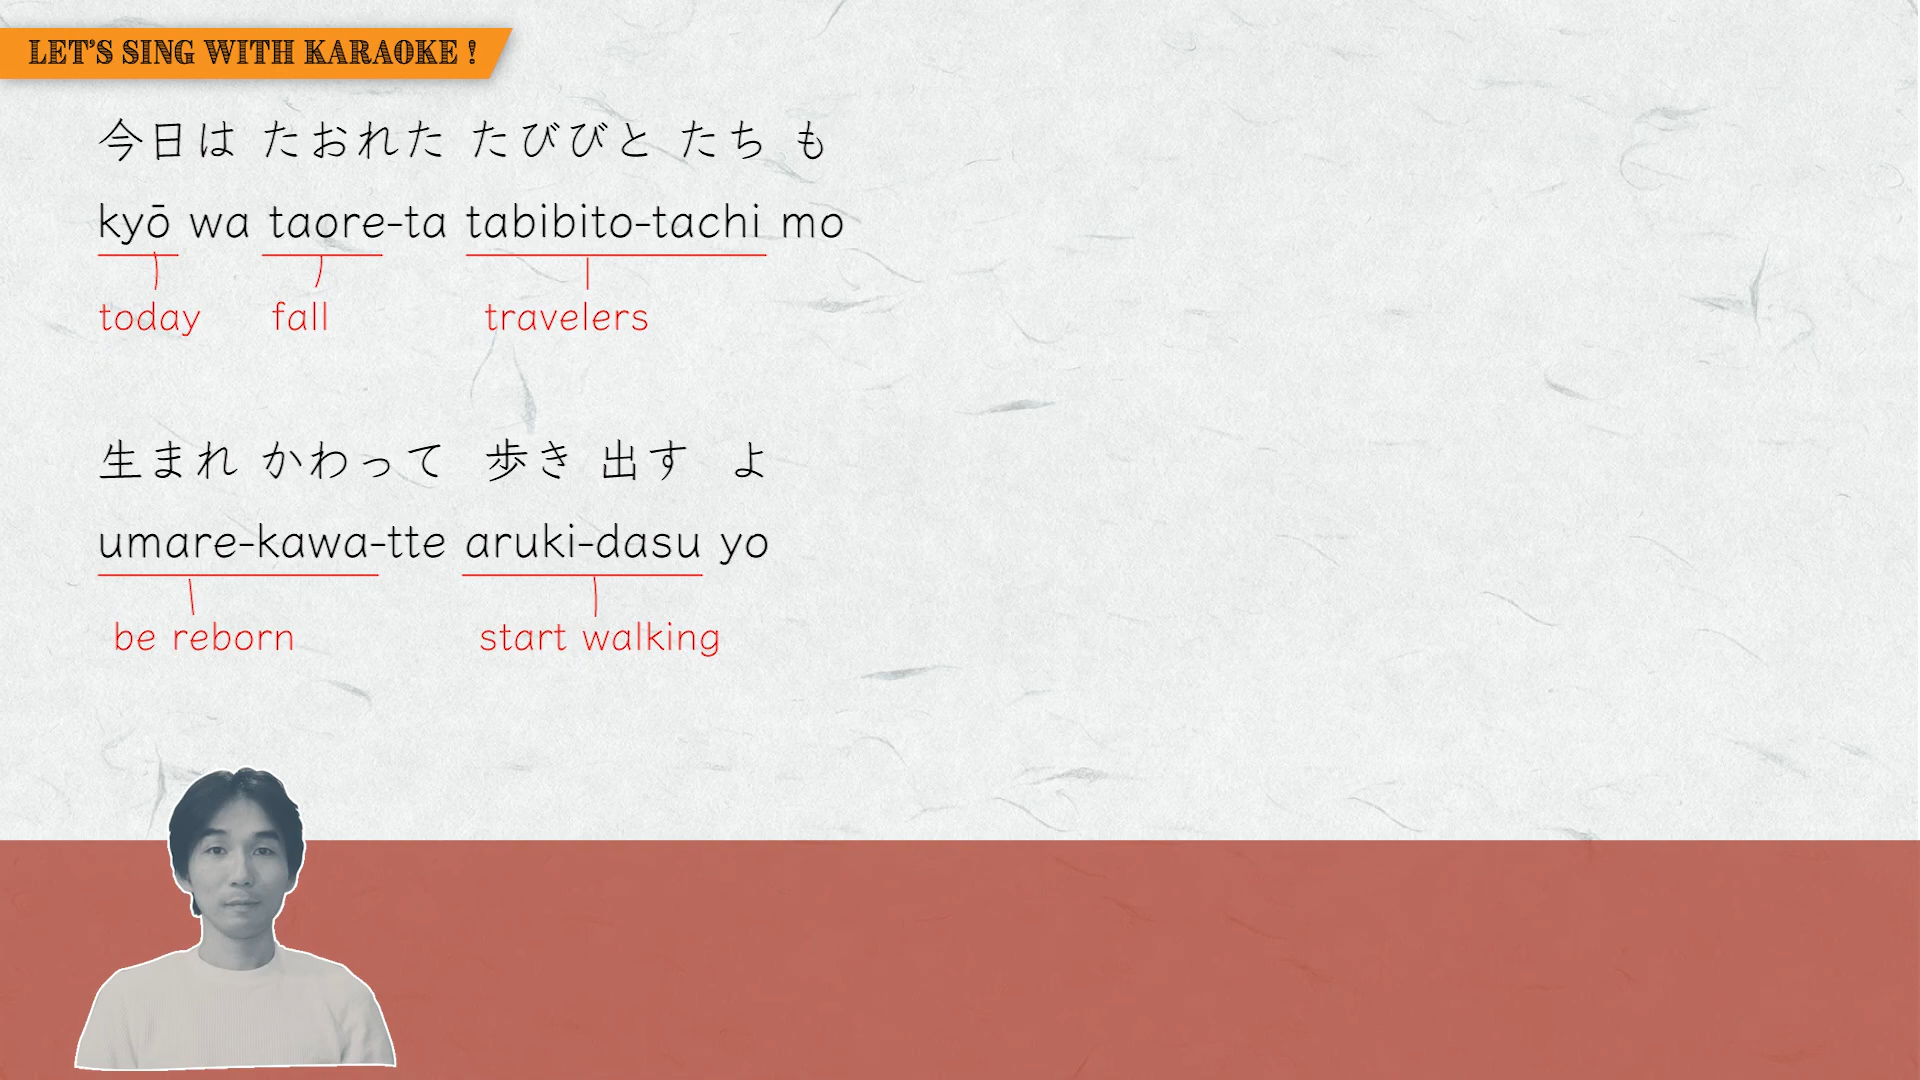 LET'S SING WITH KARAOKE !
今日は たおれた たびびと たち も
kyō wa taore-ta tabibito-tachi mo
today fall travelers
生まれ かわって 歩き 出す よ
umare-kawa-tte aruki-dasu yo
be reborn start walking